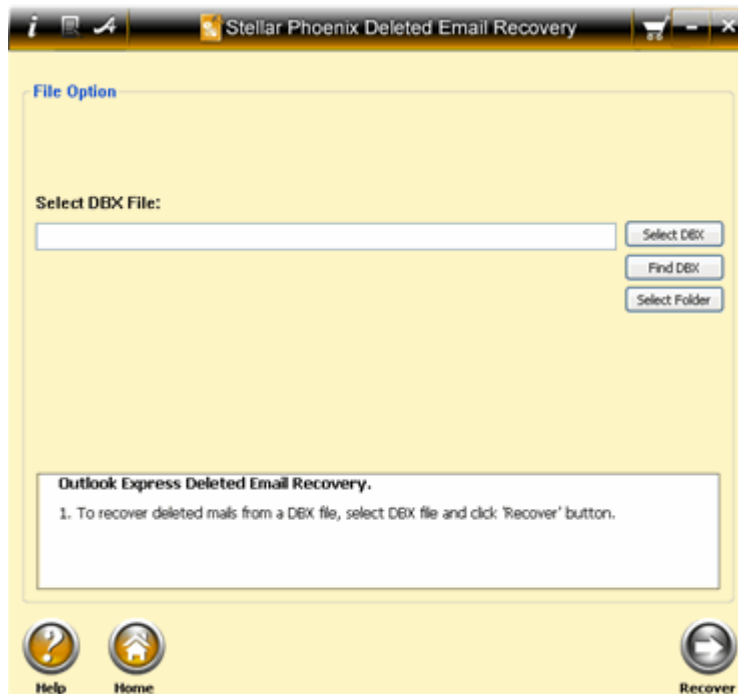 Stellar Phoenix Deleted Email Recovery
File Option
Select DBX File:
Select DBX
Find DBX
Select Folder
Outlook Express Deleted Email Recovery.
1. To recover deleted mails from a DBX file, select DBX file and click 'Recover' button.
Help Home Recover